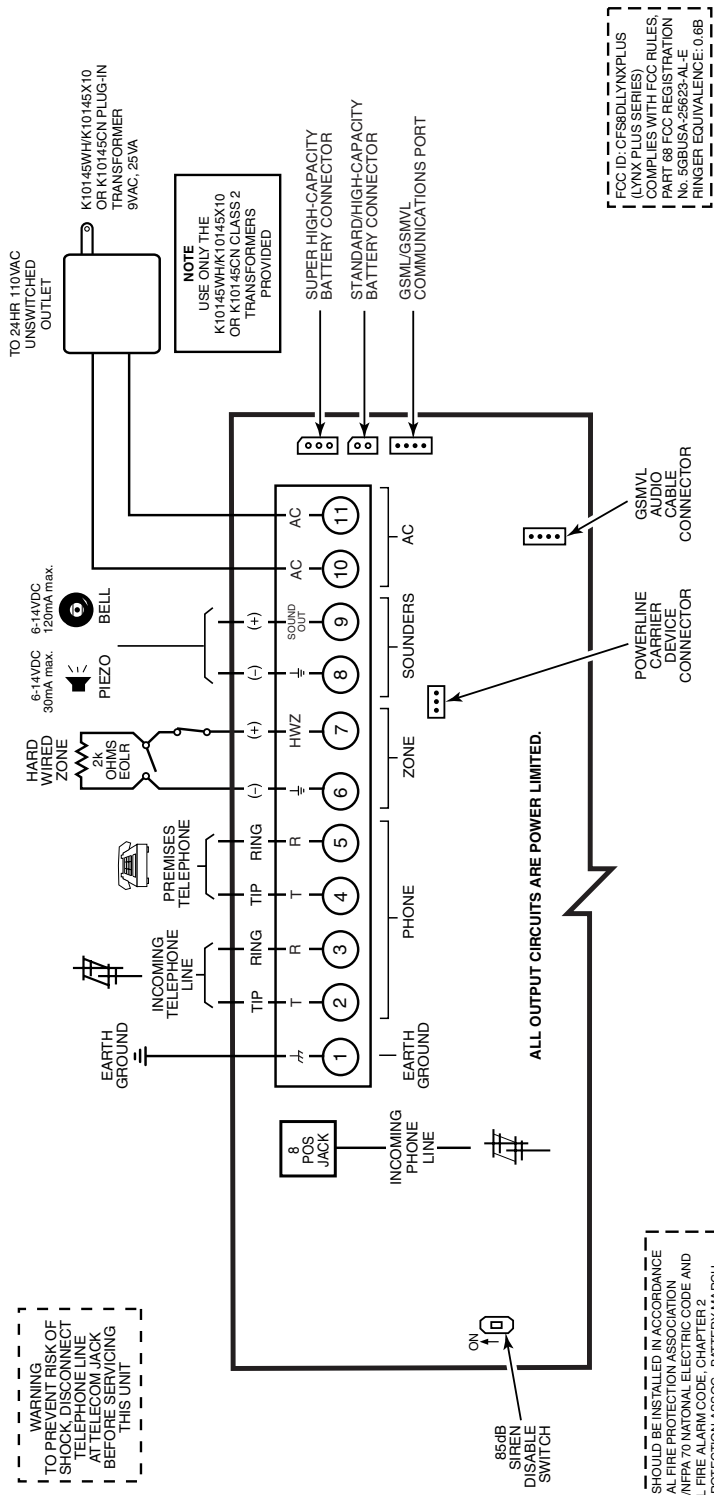 WARNING
TO PREVENT RISK OF
SHOCK, DISCONNECT
TELEPHONE LINE
AT TELECOM JACK
BEFORE SERVICING
THIS UNIT
EARTH
GROUND
INCOMING
TELEPHONE
LINE
PREMISES
TELEPHONE
HARD
WIRED
ZONE
2k
OHMS
EOLR
6-14VDC
30mA max.
PIEZO
6-14VDC
120mA max.
BELL
TO 24HR 110VAC
UNSWITCHED
OUTLET
K10145WH/K10145X10
OR K10145CN PLUG-IN
TRANSFORMER
9VAC, 25VA
NOTE
USE ONLY THE
K10145WH/K10145X10
OR K10145CN CLASS 2
TRANSFORMERS
PROVIDED
TIP RING TIP RING (-) (+) (-) (+)
T R T R HWZ SOUND OUT AC AC
1 2 3 4 5 6 7 8 9 10 11
EARTH
GROUND
PHONE
ZONE
SOUNDERS
AC
8
POS
JACK
INCOMING
PHONE
LINE
SUPER HIGH-CAPACITY
BATTERY CONNECTOR
STANDARD/HIGH-CAPACITY
BATTERY CONNECTOR
GSML/GSMVL
COMMUNICATIONS PORT
ON
85dB
SIREN
DISABLE
SWITCH
ALL OUTPUT CIRCUITS ARE POWER LIMITED.
POWERLINE
CARRIER
DEVICE
CONNECTOR
GSMVL
AUDIO
CABLE
CONNECTOR
SHOULD BE INSTALLED IN ACCORDANCE
AL FIRE PROTECTION ASSOCIATION
/NFPA 70 NATONAL ELECTRIC CODE AND
FIRE ALARM CODE, CHAPTER 2
FCC ID: CFS8DLLYNXPLUS
(LYNX PLUS SERIES)
COMPLIES WITH FCC RULES,
PART 68 FCC REGISTRATION
No. 5GBUSA-25623-AL-E
RINGER EQUIVALENCE: 0.6B